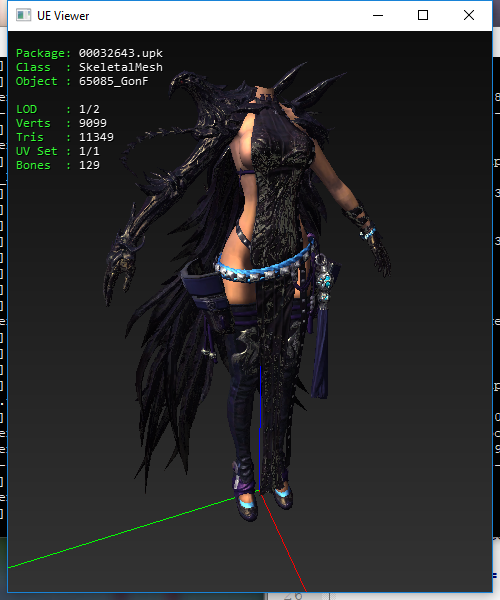 UE Viewer
Package: 00032643.upk
Class : SkeletalMesh
Object : 65085_GonF
LOD : 1/2
Verts : 9099
Tris : 11349
UV Set : 1/1
Bones : 129